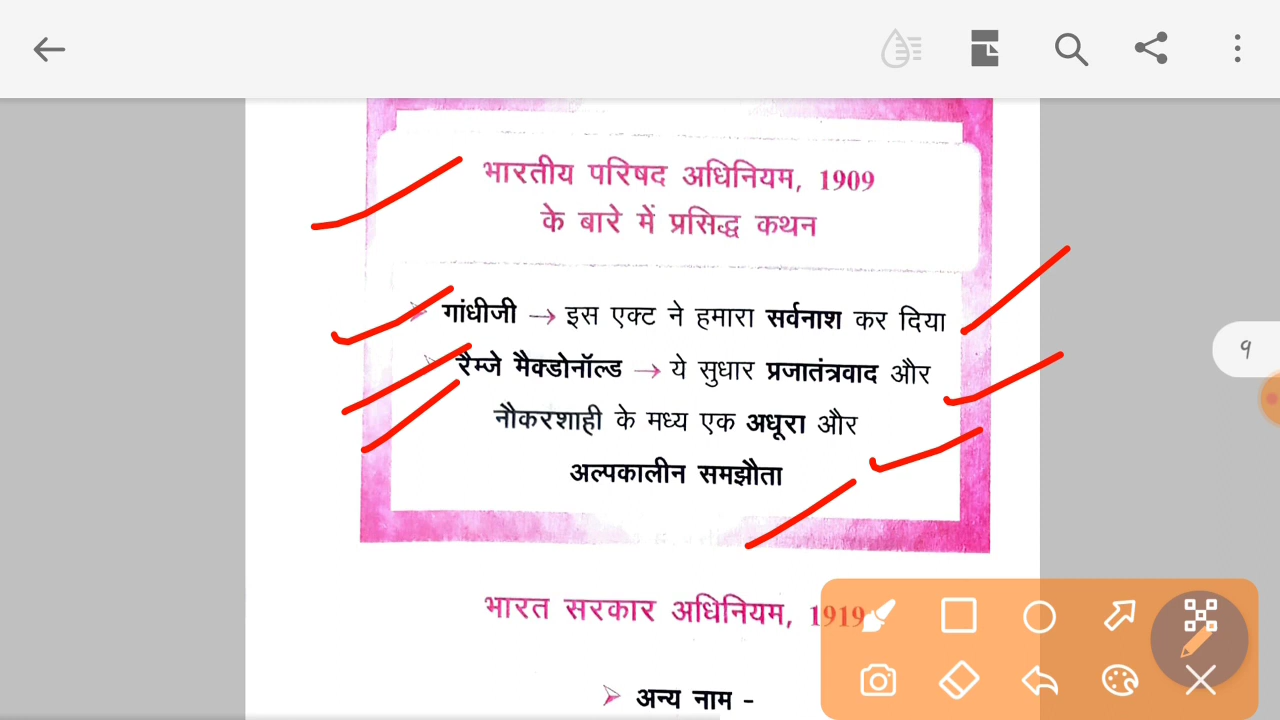 भारतीय परिषद अधिनियम, 1909
के बारे में प्रसिद्ध कथन
गांधीजी → इस एक्ट ने हमारा सर्वनाश कर दिया
रैम्जे मैक्डोनॉल्ड → ये सुधार प्रजातंत्रवाद और
नौकरशाही के मध्य एक अधूरा और
अल्पकालीन समझौता
९
भारत सरकार अधिनियम, 1919
➢ अन्य नाम -